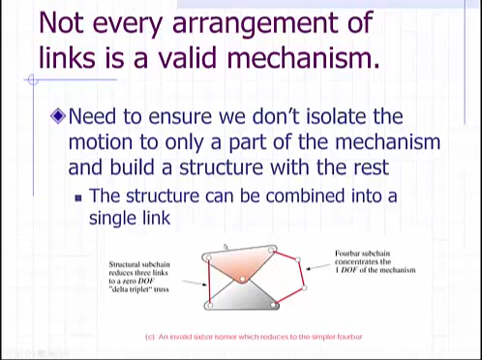 Not every arrangement of
links is a valid mechanism.
Need to ensure we don't isolate the
motion to only a part of the mechanism
and build a structure with the rest
The structure can be combined into a
single link
Structural subchain
reduces three links
to a zero DOF
"delta triplet" truss
Fourbar subchain
concentrates the
1 DOF of the mechanism
(c) An invalid sixbar isomer which reduces to the simpler fourbar